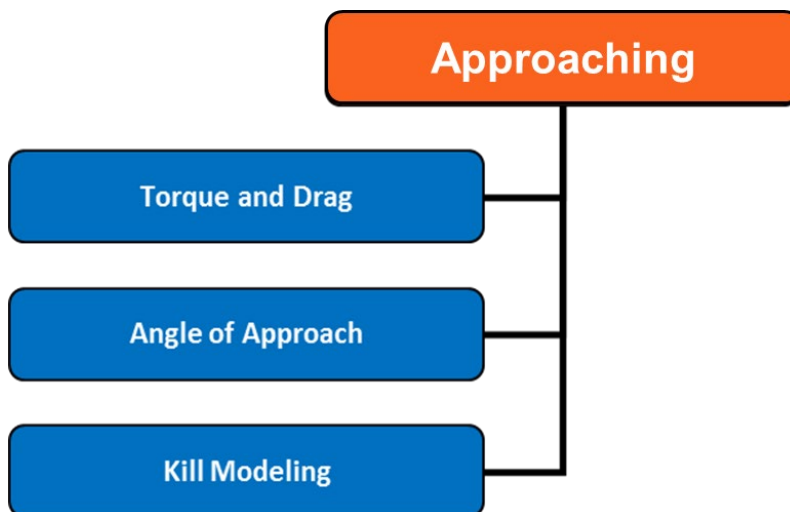 Approaching
Torque and Drag
Angle of Approach
Kill Modeling